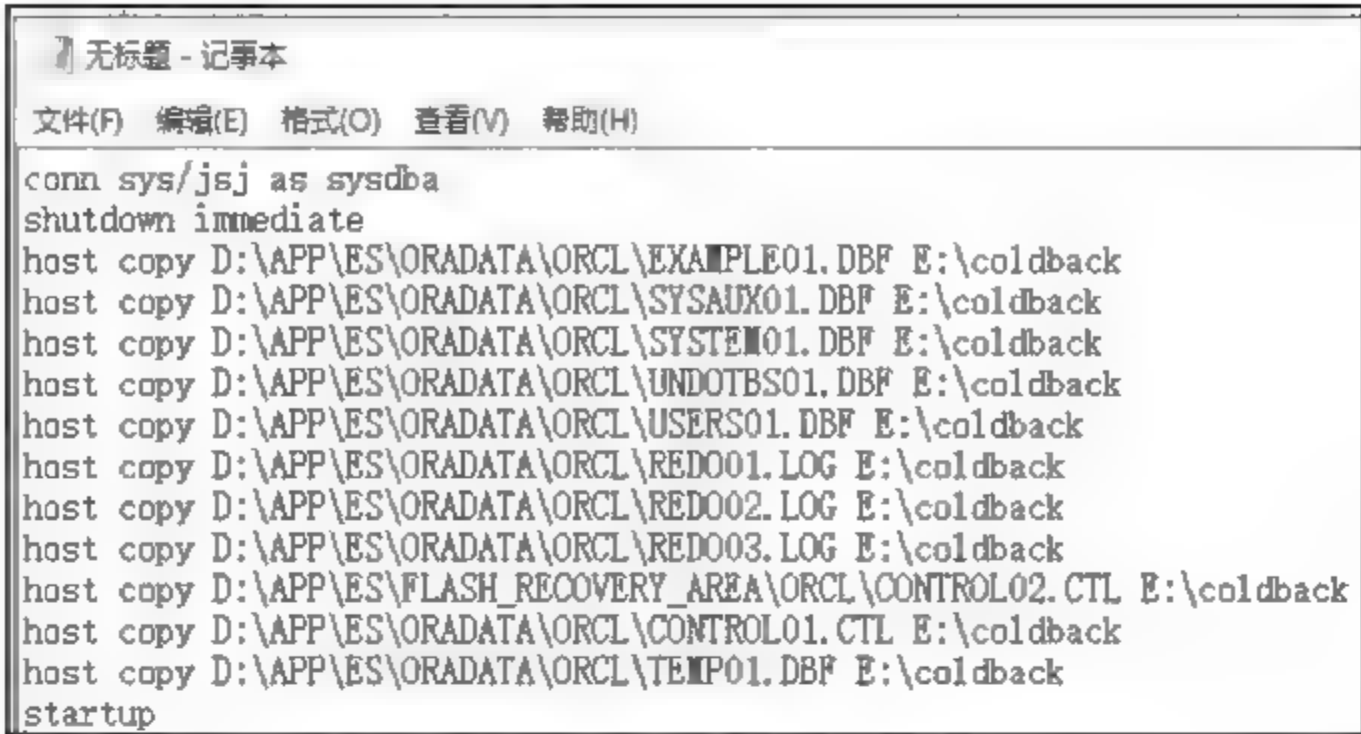 无标题 - 记事本
文件(F) 编辑(E) 格式(O) 查看(V) 帮助(H)
conn sys/jsj as sysdba
shutdown immediate
host copy D:\APP\ES\ORADATA\ORCL\EXAMPLE01.DBF E:\coldback
host copy D:\APP\ES\ORADATA\ORCL\SYSAUX01.DBF E:\coldback
host copy D:\APP\ES\ORADATA\ORCL\SYSTEM01.DBF E:\coldback
host copy D:\APP\ES\ORADATA\ORCL\UNDOTBS01.DBF E:\coldback
host copy D:\APP\ES\ORADATA\ORCL\USERS01.DBF E:\coldback
host copy D:\APP\ES\ORADATA\ORCL\REDO01.LOG E:\coldback
host copy D:\APP\ES\ORADATA\ORCL\REDO02.LOG E:\coldback
host copy D:\APP\ES\ORADATA\ORCL\REDO03.LOG E:\coldback
host copy D:\APP\ES\FLASH_RECOVERY_AREA\ORCL\CONTROL02.CTL E:\coldback
host copy D:\APP\ES\ORADATA\ORCL\CONTROL01.CTL E:\coldback
host copy D:\APP\ES\ORADATA\ORCL\TEMP01.DBF E:\coldback
startup